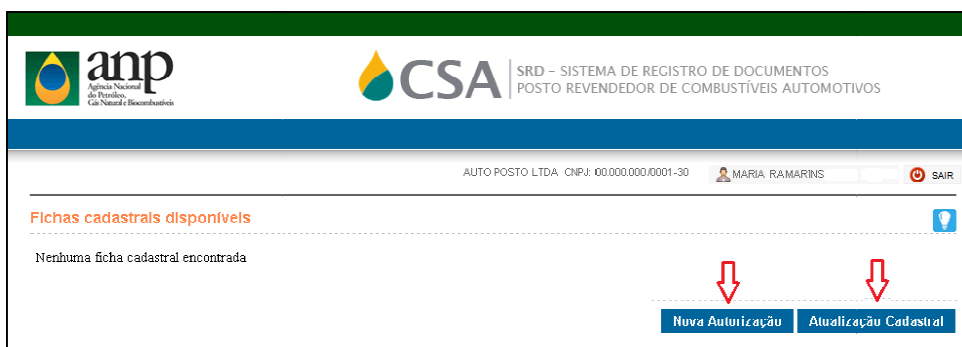 anp
Agência Nacional
do Petróleo,
Gás Natural e Biocombustíveis
CSA
SRD – SISTEMA DE REGISTRO DE DOCUMENTOS
POSTO REVENDEDOR DE COMBUSTÍVEIS AUTOMOTIVOS
AUTO POSTO LTDA CNPJ: 00.000.000/0001-30 MARIA RAMARINS SAIR
Fichas cadastrais disponíveis
Nenhuma ficha cadastral encontrada
Nova Autorização Atualização Cadastral